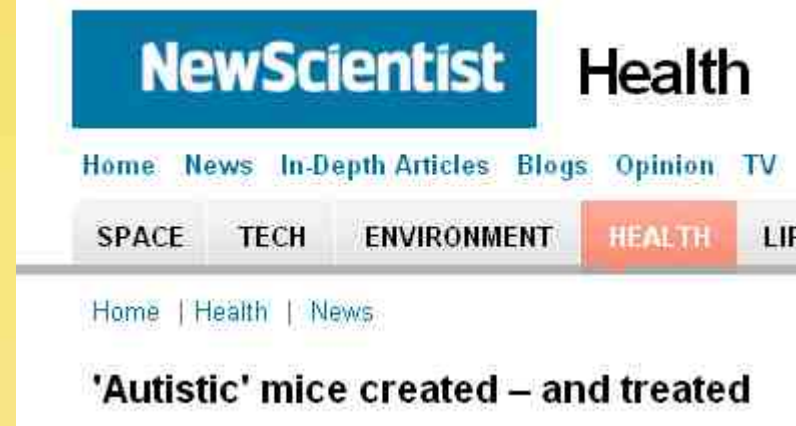 NewScientist Health
Home News In-Depth Articles Blogs Opinion TV
SPACE TECH ENVIRONMENT HEALTH
Home | Health | News
'Autistic' mice created – and treated